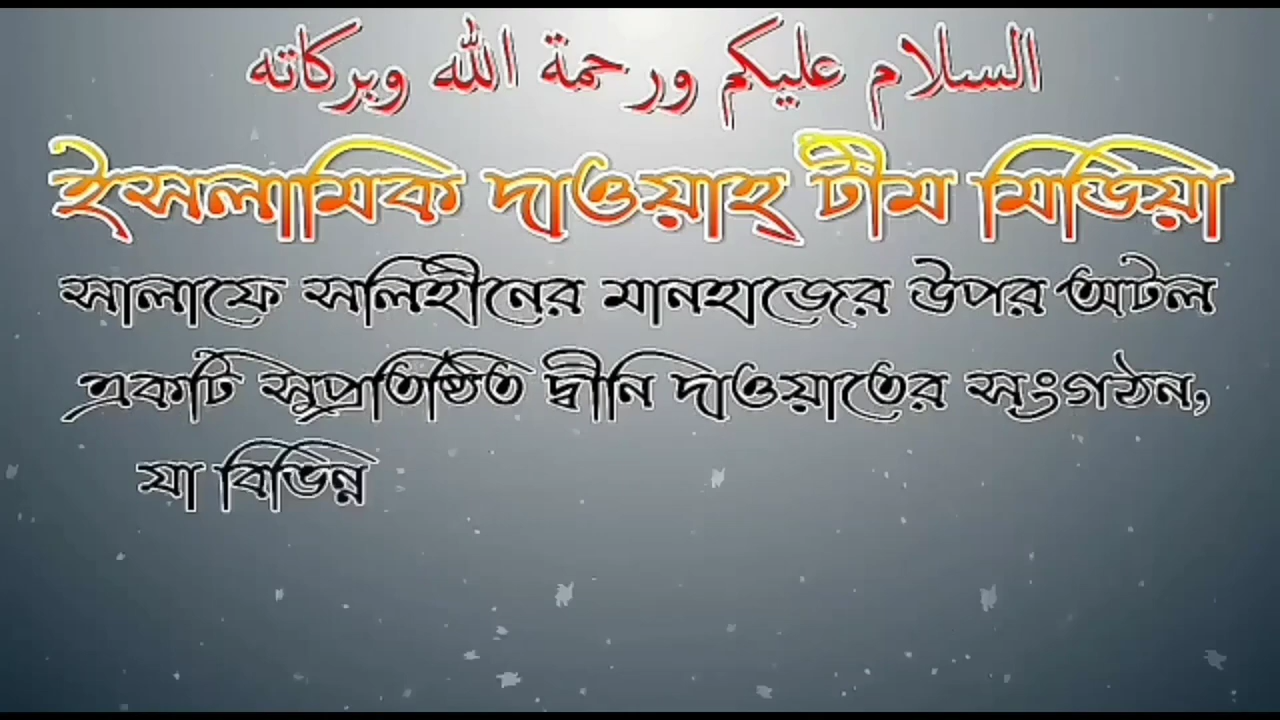 السلام عليكم ورحمة الله وبركاته
ইসলামিক দাওয়াহ্ টীম মিডিয়া
সালাফে সলিহীনের মানহাজের উপর অটল
একটি সুপ্রতিষ্ঠিত দ্বীনি দাওয়াতের সংগঠন,
যা বিভিন্ন